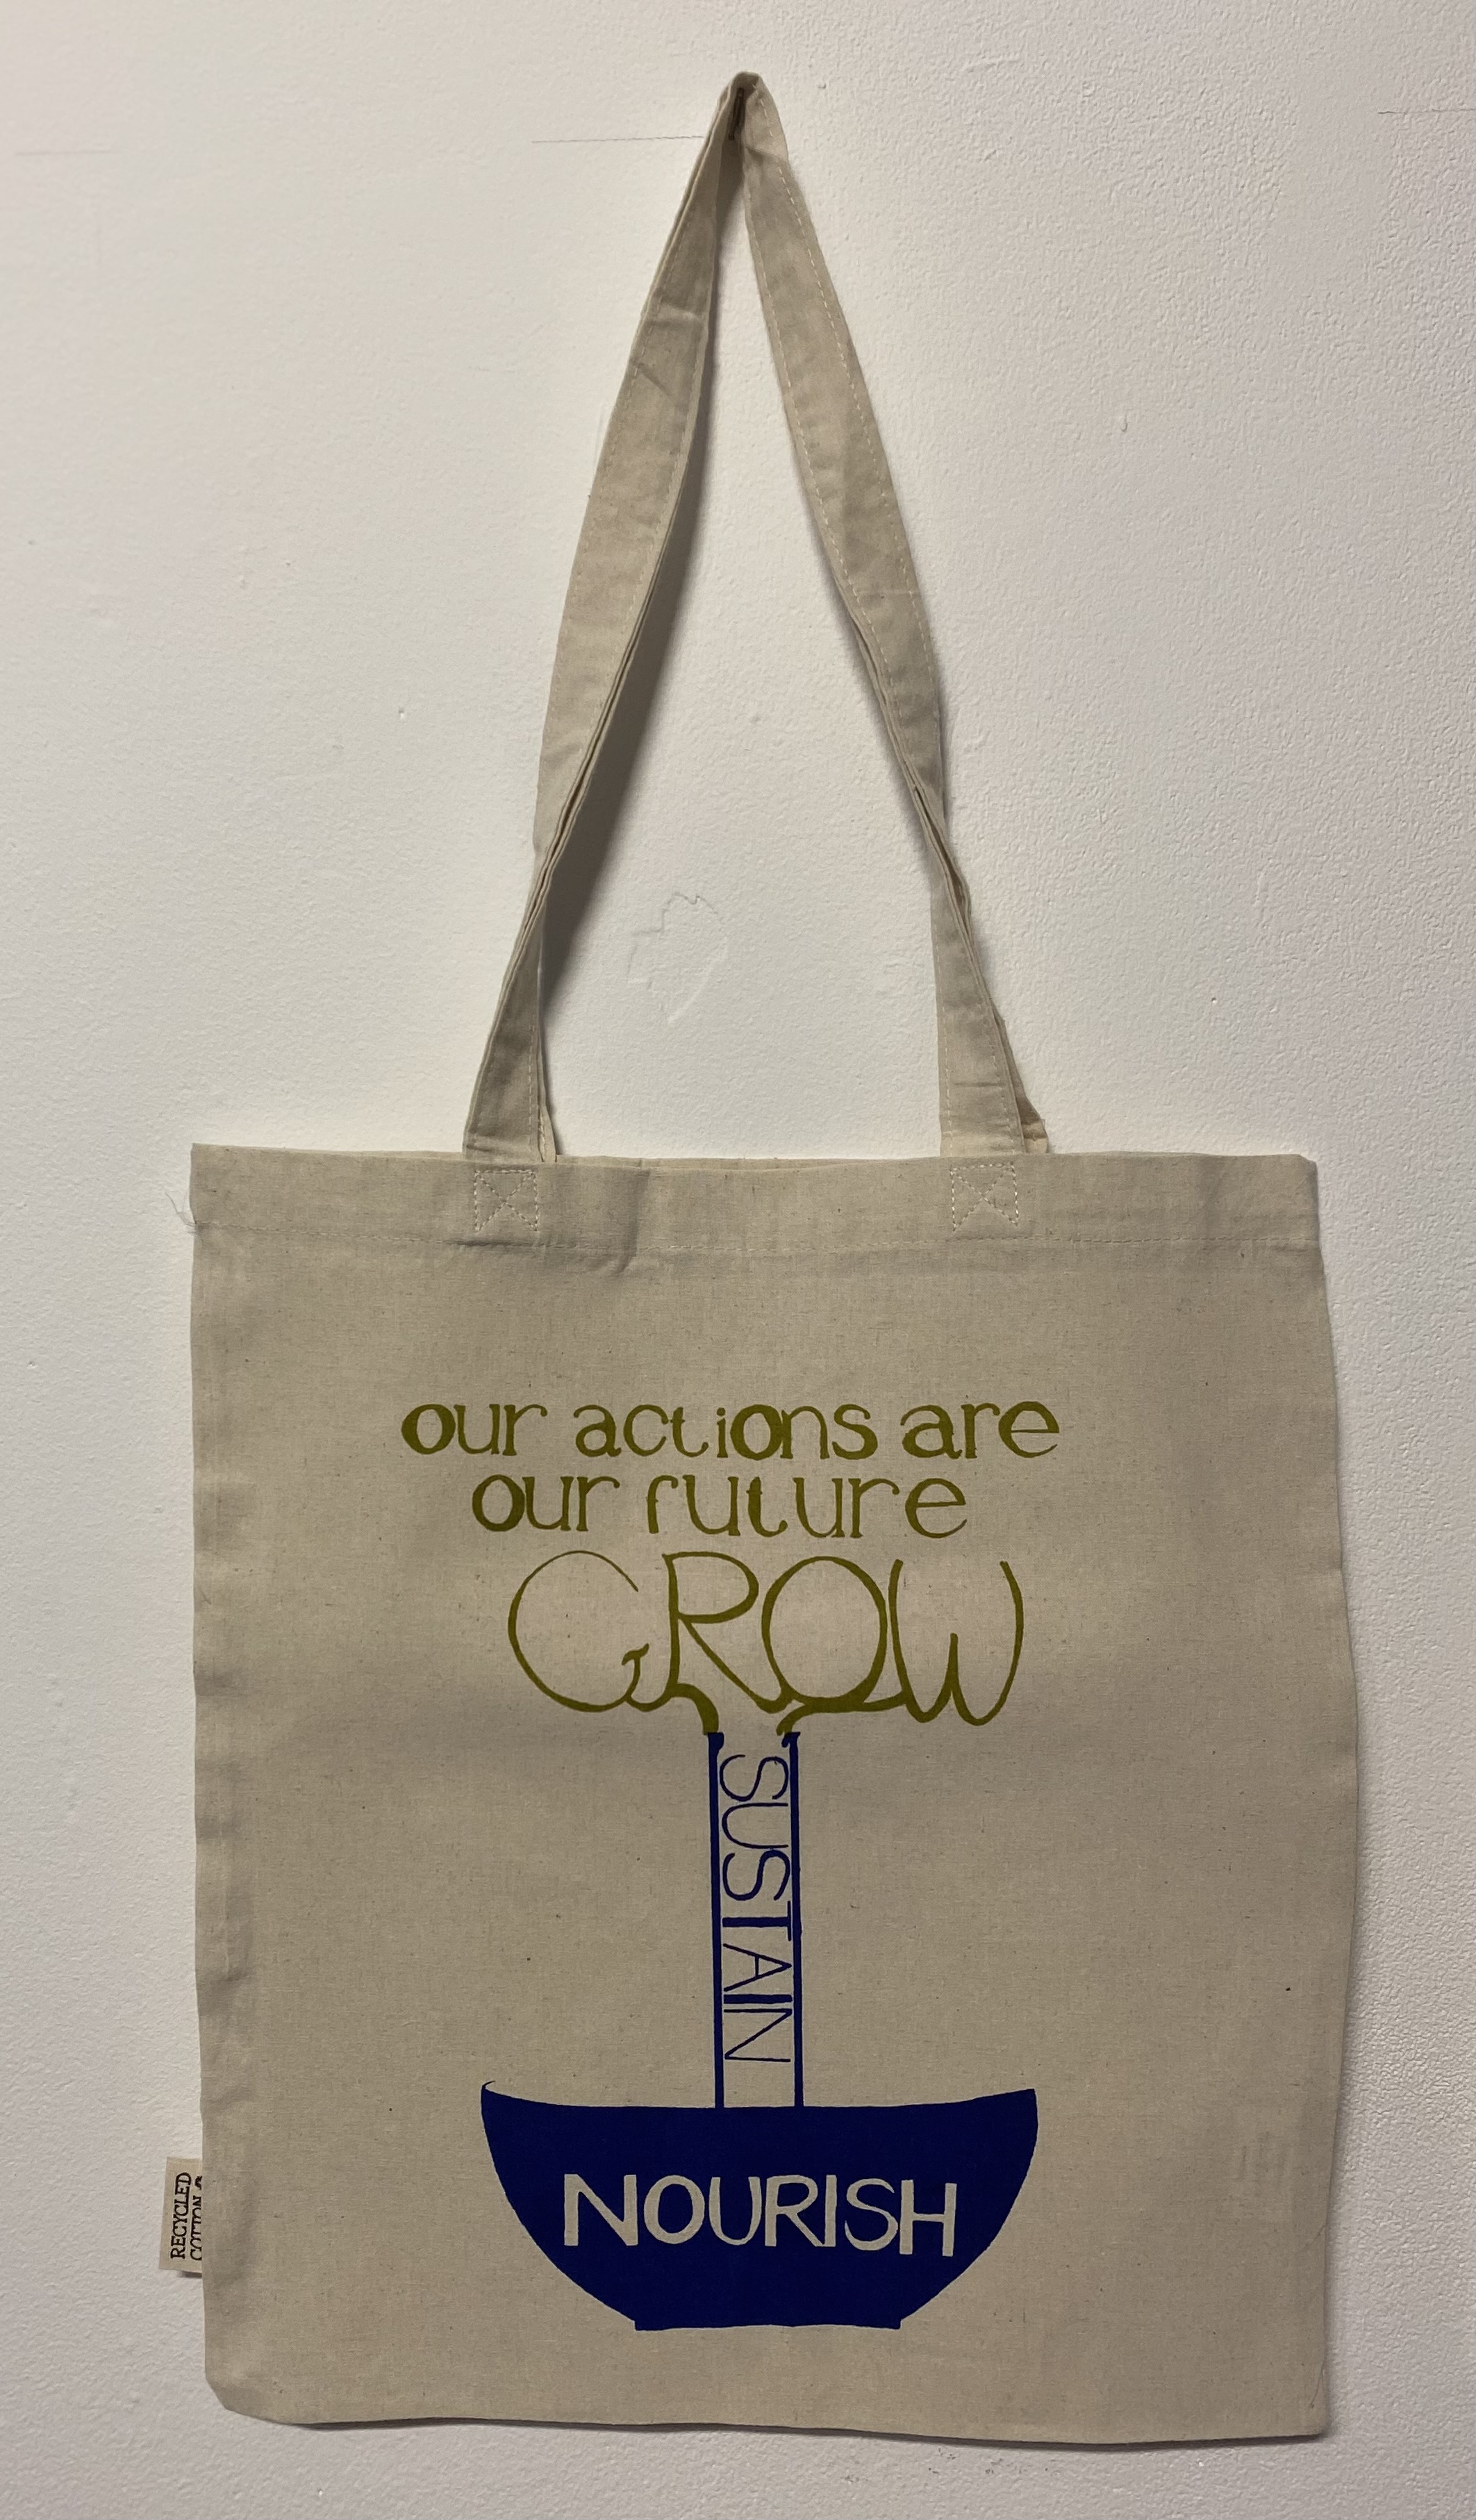 our actions are
our future
GROW
SUSTAIN
NOURISH
RECYCLED
COTTON